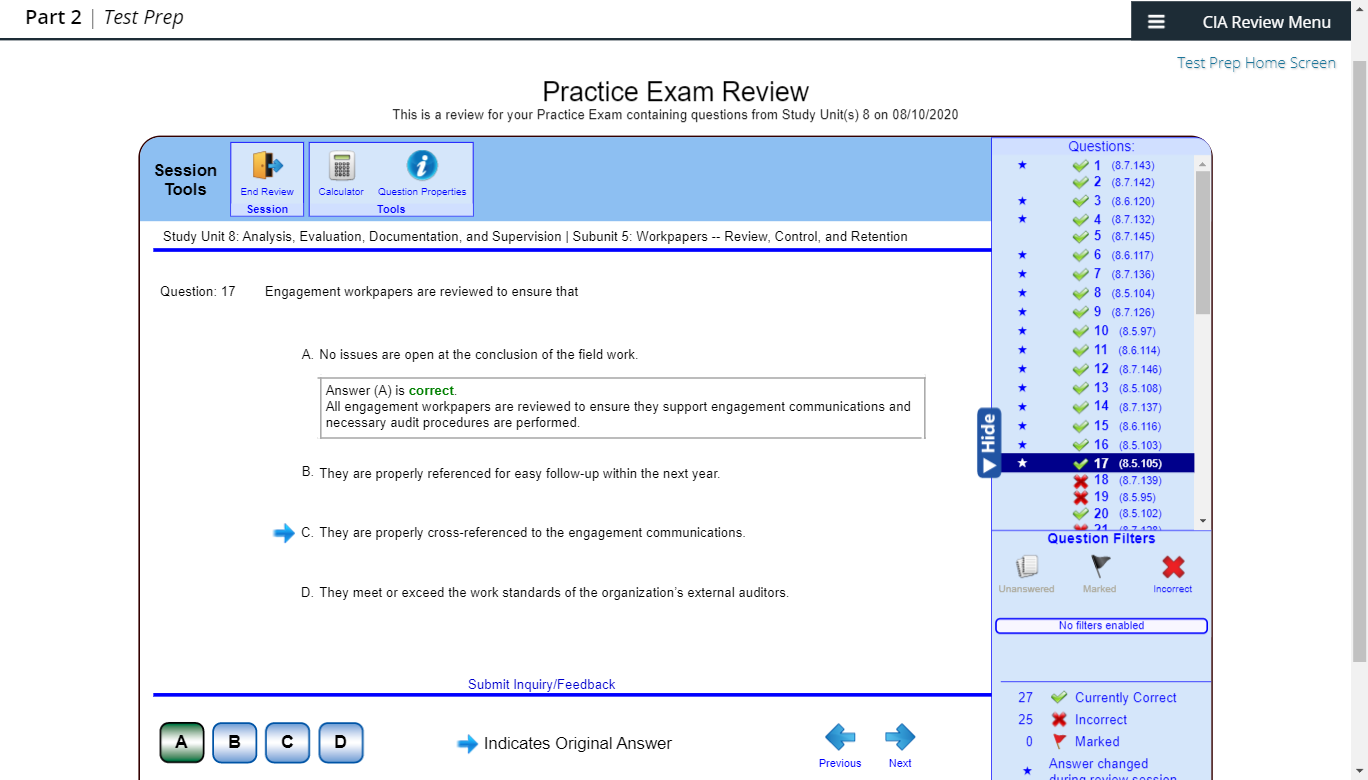 Part 2 | Test Prep
CIA Review Menu
Test Prep Home Screen
Practice Exam Review
This is a review for your Practice Exam containing questions from Study Unit(s) 8 on 08/10/2020
Session
Tools
End Review
Session
Calculator
Question Properties
Tools
Study Unit 8: Analysis, Evaluation, Documentation, and Supervision | Subunit 5: Workpapers -- Review, Control, and Retention
Question: 17 Engagement workpapers are reviewed to ensure that
A. No issues are open at the conclusion of the field work.
Answer (A) is correct.
All engagement workpapers are reviewed to ensure they support engagement communications and
necessary audit procedures are performed.
B. They are properly referenced for easy follow-up within the next year.
C. They are properly cross-referenced to the engagement communications.
D. They meet or exceed the work standards of the organization's external auditors.
Submit Inquiry/Feedback
A B C D
Indicates Original Answer
Previous
Next
Hide
Questions:
1 (8.7.143)
2 (8.7.142)
3 (8.6.120)
4 (8.7.132)
5 (8.7.145)
6 (8.6.117)
7 (8.7.136)
8 (8.5.104)
9 (8.7.126)
10 (8.5.97)
11 (8.6.114)
12 (8.7.146)
13 (8.5.108)
14 (8.7.137)
15 (8.6.116)
16 (8.5.103)
17 (8.5.105)
18 (8.7.139)
19 (8.5.95)
20 (8.5.102)
21 (8.7.128)
Question Filters
Unanswered
Marked
Incorrect
No filters enabled
27 Currently Correct
25 Incorrect
0 Marked
Answer changed
during review session